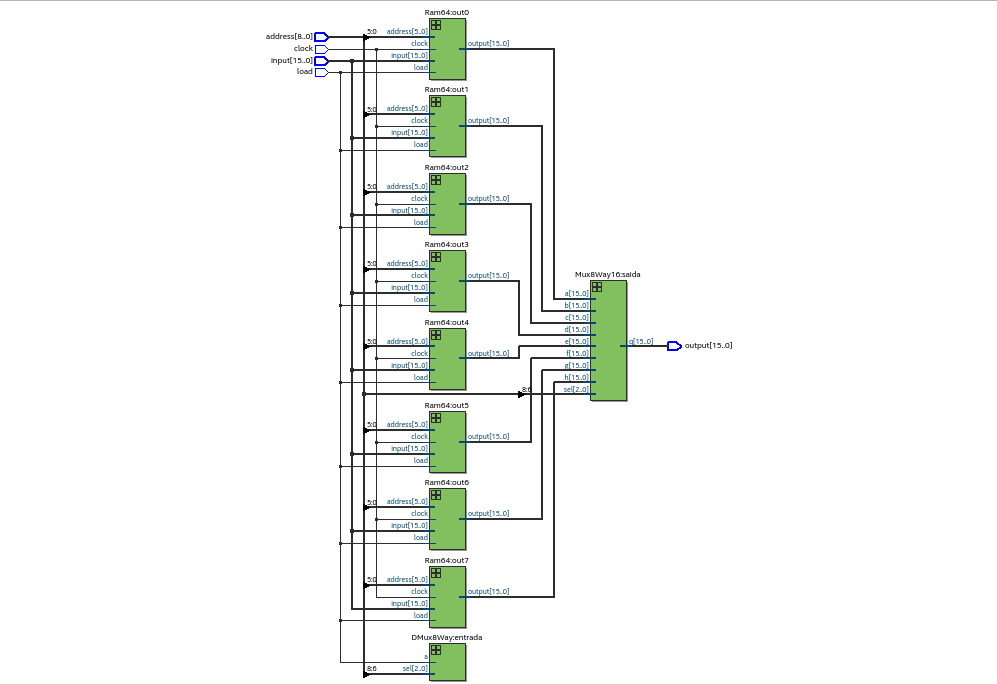 Ram64:out0
address[8..0]
5:0 address[5..0]
clock
clock
output[15..0]
input[15..0]
input[15..0]
load
load
Ram64:out1
5:0 address[5..0]
clock
output[15..0]
input[15..0]
load
Ram64:out2
5:0 address[5..0]
clock
output[15..0]
input[15..0]
load
Ram64:out3
5:0 address[5..0]
clock
output[15..0]
input[15..0]
load
Mux8Way16:saida
a[15..0]
b[15..0]
c[15..0]
d[15..0]
e[15..0]
f[15..0]
g[15..0]
h[15..0]
8:6 sel[2..0]
q[15..0]
output[15..0]
Ram64:out4
5:0 address[5..0]
clock
output[15..0]
input[15..0]
load
Ram64:out5
5:0 address[5..0]
clock
output[15..0]
input[15..0]
load
Ram64:out6
5:0 address[5..0]
clock
output[15..0]
input[15..0]
load
Ram64:out7
5:0 address[5..0]
clock
output[15..0]
input[15..0]
load
DMux8Way:entrada
a
8:6 sel[2..0]